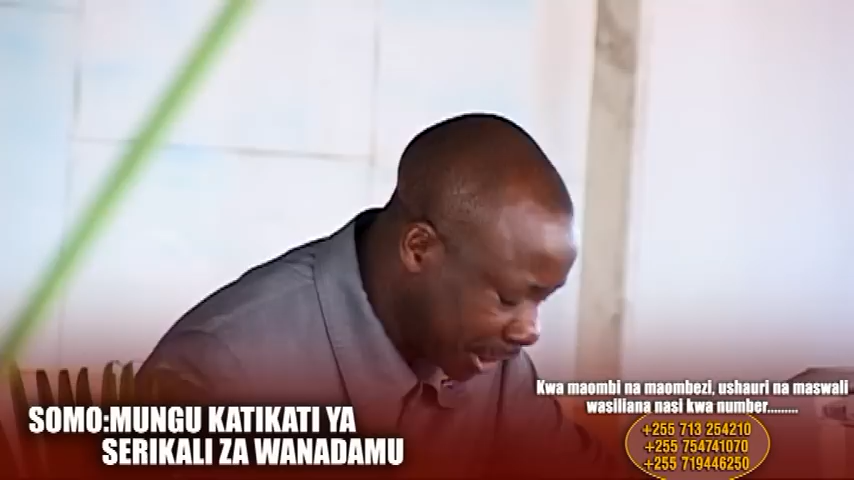 SOMO:MUNGU KATIKATI YA
SERIKALI ZA WANADAMU
Kwa maombi na maombezi, ushauri na maswali
wasiliana nasi kwa number.........
+255 713 254210
+255 754741070
+255 719446250